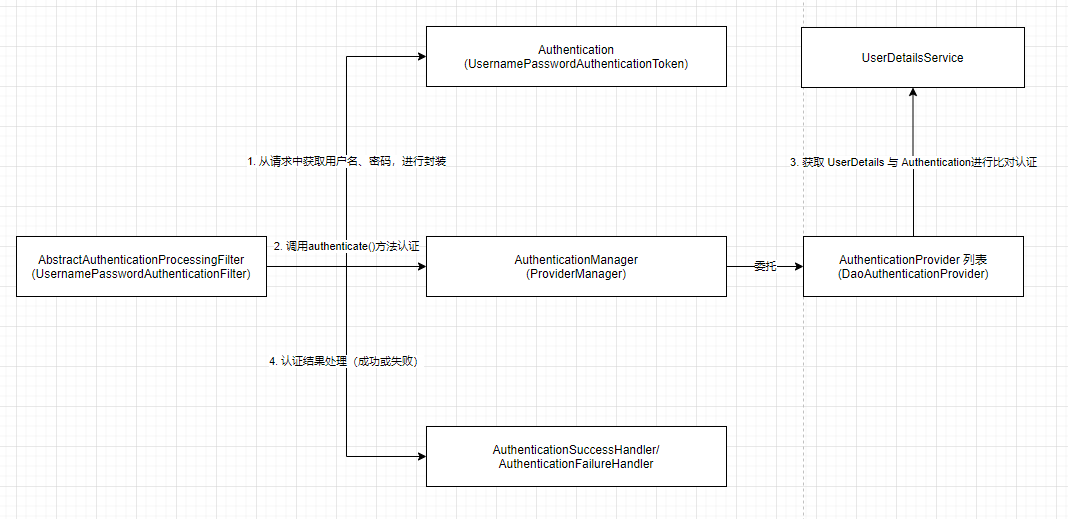 Authentication
(UsernamePasswordAuthenticationToken)
UserDetailsService
1. 从请求中获取用户名、密码，进行封装
3. 获取 UserDetails 与 Authentication进行比对认证
2. 调用authenticate()方法认证
AbstractAuthenticationProcessingFilter
(UsernamePasswordAuthenticationFilter)
AuthenticationManager
(ProviderManager)
委托
AuthenticationProvider 列表
(DaoAuthenticationProvider)
4. 认证结果处理（成功或失败）
AuthenticationSuccessHandler/
AuthenticationFailureHandler